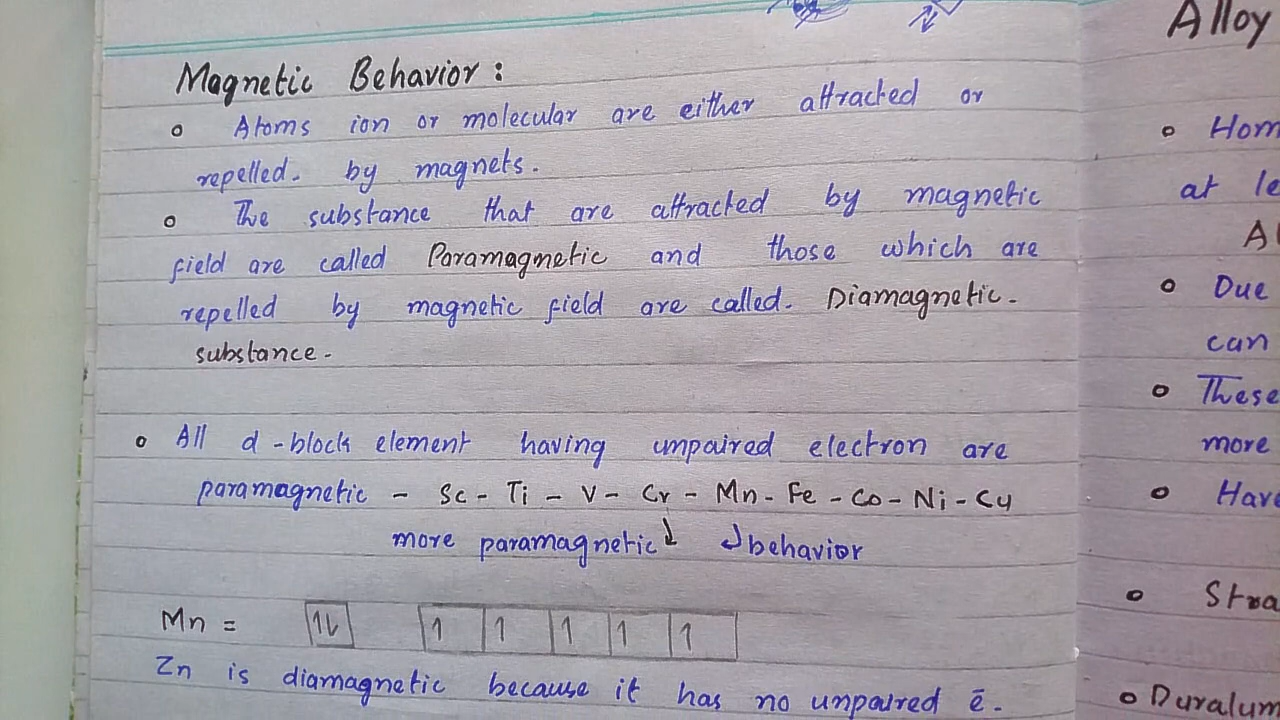 Magnetic Behavior :
o Atoms ion or molecular are either attracted or
repelled. by magnets.
o The substance that are attracted by magnetic
field are called Paramagnetic and those which are
repelled by magnetic field are called. Diamagnetic.
substance.
o All d-block element having unpaired electron are
paramagnetic - Sc - Ti - V - Cr - Mn - Fe - Co - Ni - Cu
more paramagnetic ↓ ↲ behavior
Mn = 1L 1 1 1 1 1
Zn is diamagnetic because it has no unpaired ē.
Alloy
o Hom
at le
A
o Due
can
o These
more
o Have
o Stra
o Duralum